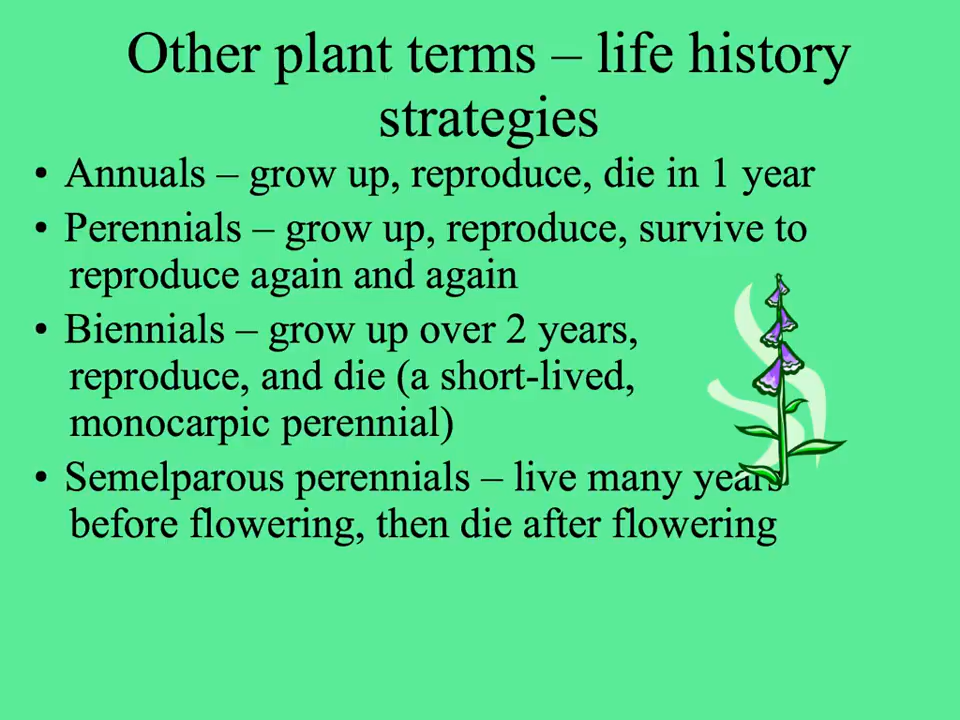 Other plant terms – life history
strategies
• Annuals – grow up, reproduce, die in 1 year
• Perennials – grow up, reproduce, survive to
reproduce again and again
• Biennials – grow up over 2 years,
reproduce, and die (a short-lived,
monocarpic perennial)
• Semelparous perennials – live many years
before flowering, then die after flowering